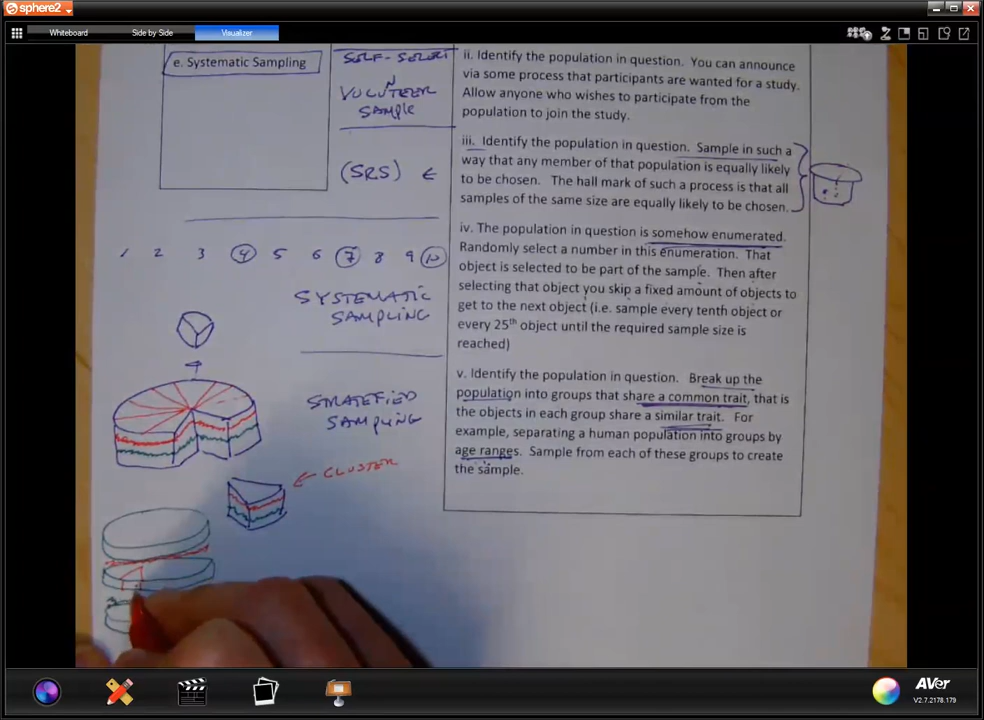 sphere2
Whiteboard
Side by Side
Visualizer
e. Systematic Sampling
SELF-SELECT
N
VOLUNTEER
SAMPLE
(SRS) ←
1 2 3 4 5 6 7 8 9 10
SYSTEMATIC
SAMPLING
STRATEFIED
SAMPLING
← CLUSTER
ii. Identify the population in question. You can announce
via some process that participants are wanted for a study.
Allow anyone who wishes to participate from the
population to join the study.
iii. Identify the population in question. Sample in such a
way that any member of that population is equally likely
to be chosen. The hall mark of such a process is that all
samples of the same size are equally likely to be chosen.
iv. The population in question is somehow enumerated.
Randomly select a number in this enumeration. That
object is selected to be part of the sample. Then after
selecting that object you skip a fixed amount of objects to
get to the next object (i.e. sample every tenth object or
every 25th object until the required sample size is
reached)
v. Identify the population in question. Break up the
population into groups that share a common trait, that is
the objects in each group share a similar trait. For
example, separating a human population into groups by
age ranges. Sample from each of these groups to create
the sample.
AVer
V2.7.2178.179